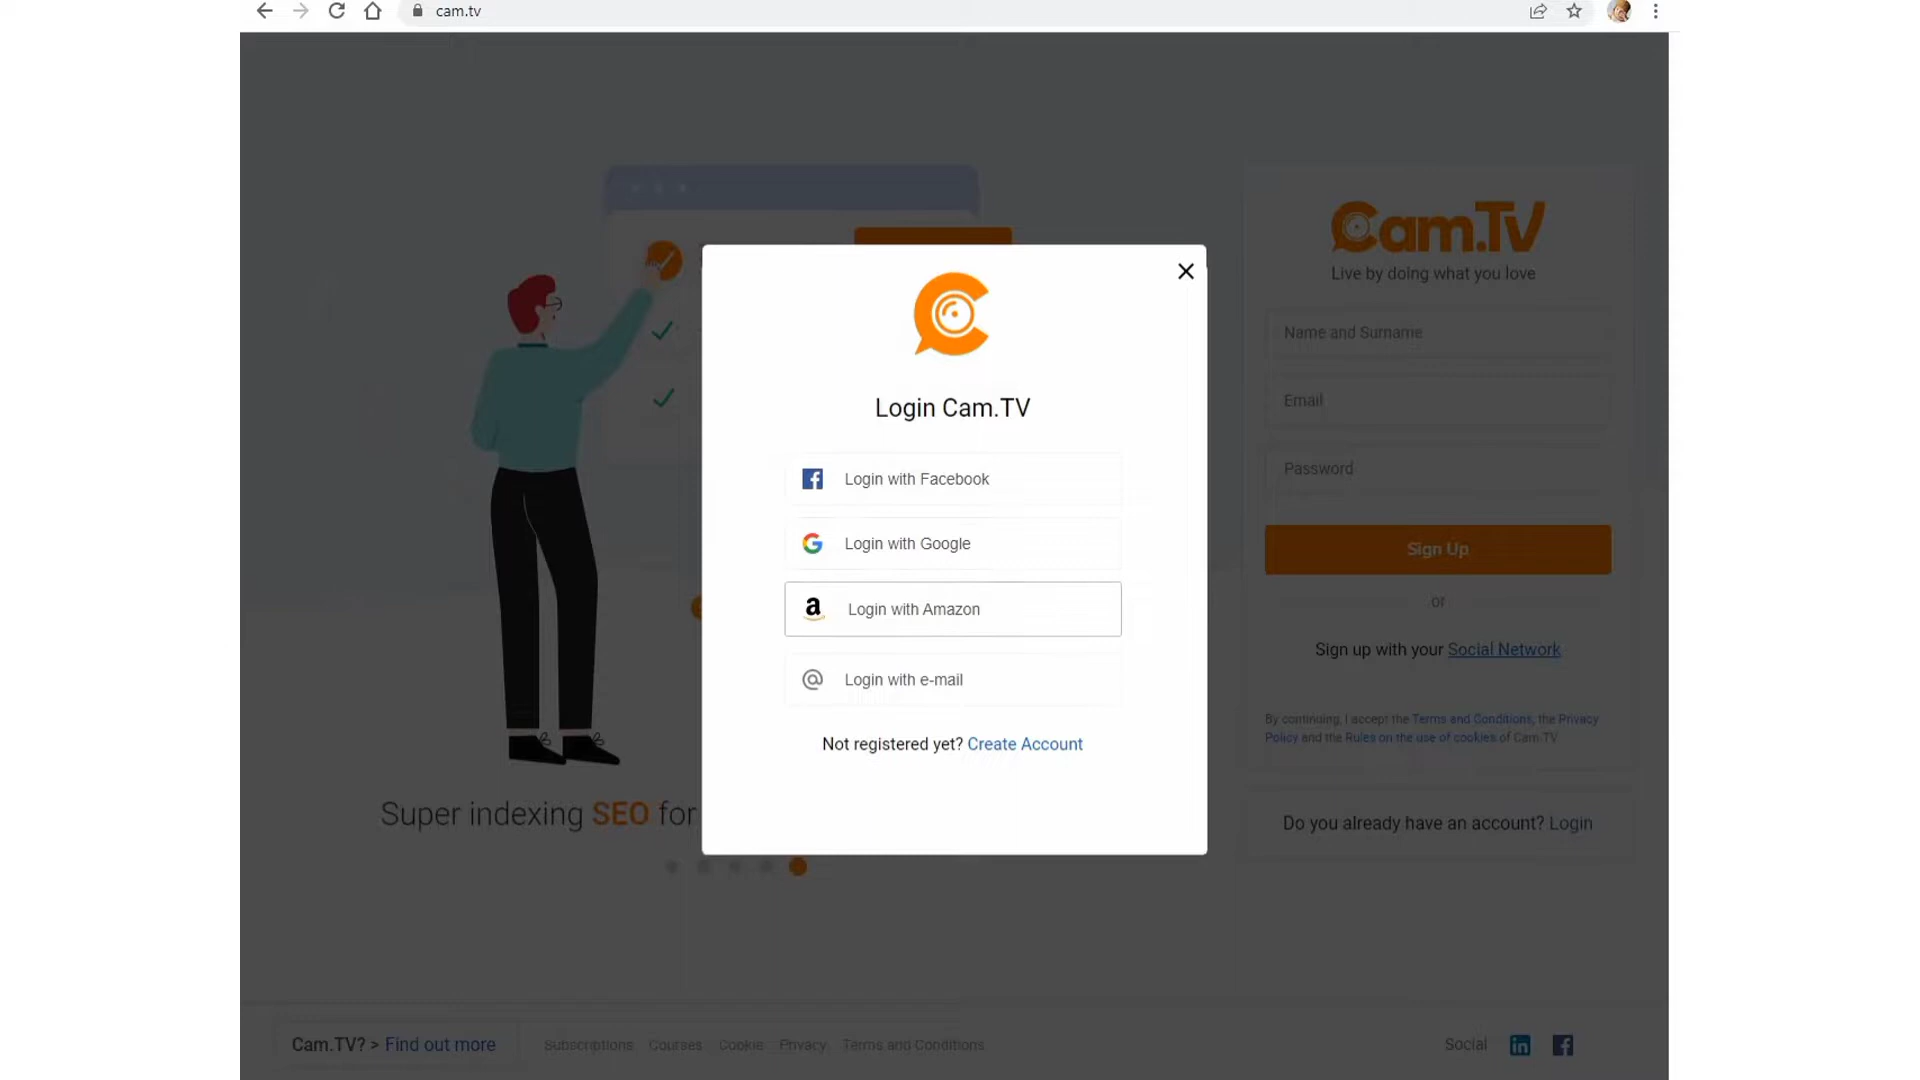 cam.tv
Cam.TV
Live by doing what you love
Name and Surname
Email
Password
Sign Up
or
Sign up with your Social Network
By continuing, I accept the Terms and Conditions, the Privacy
Policy and the Rules on the use of cookies of Cam.TV
Do you already have an account? Login
Login Cam.TV
Login with Facebook
Login with Google
Login with Amazon
Login with e-mail
Not registered yet? Create Account
Super indexing SEO for
Cam.TV? > Find out more
Subscriptions Courses Cookie Privacy Terms and Conditions
Social